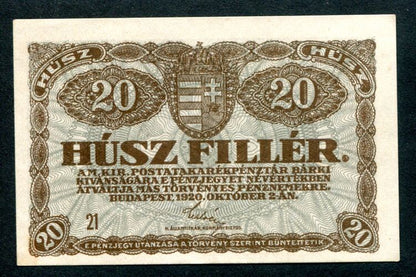 HÚSZ HÚSZ
20 20
HÚSZ FILLÉR.
A M. KIR. POSTATAKARÉKPÉNZTÁR BÁRKI
KIVÁNSÁGÁRA E PÉNZJEGYET NÉVÉRTÉKBEN
ÁTVÁLTJA MÁS TÖRVÉNYES PÉNZNEMEKRE.
BUDAPEST, 1920. OKTÓBER 2-ÁN.
21
20 20
E PÉNZJEGY UTÁNZÁSA A TÖRVÉNY SZERINT BÜNTETTETIK